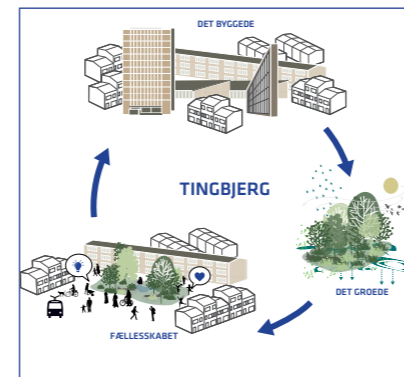 DET BYGGEDE
TINGBJERG
DET GROEDE
FÆLLESSKABET